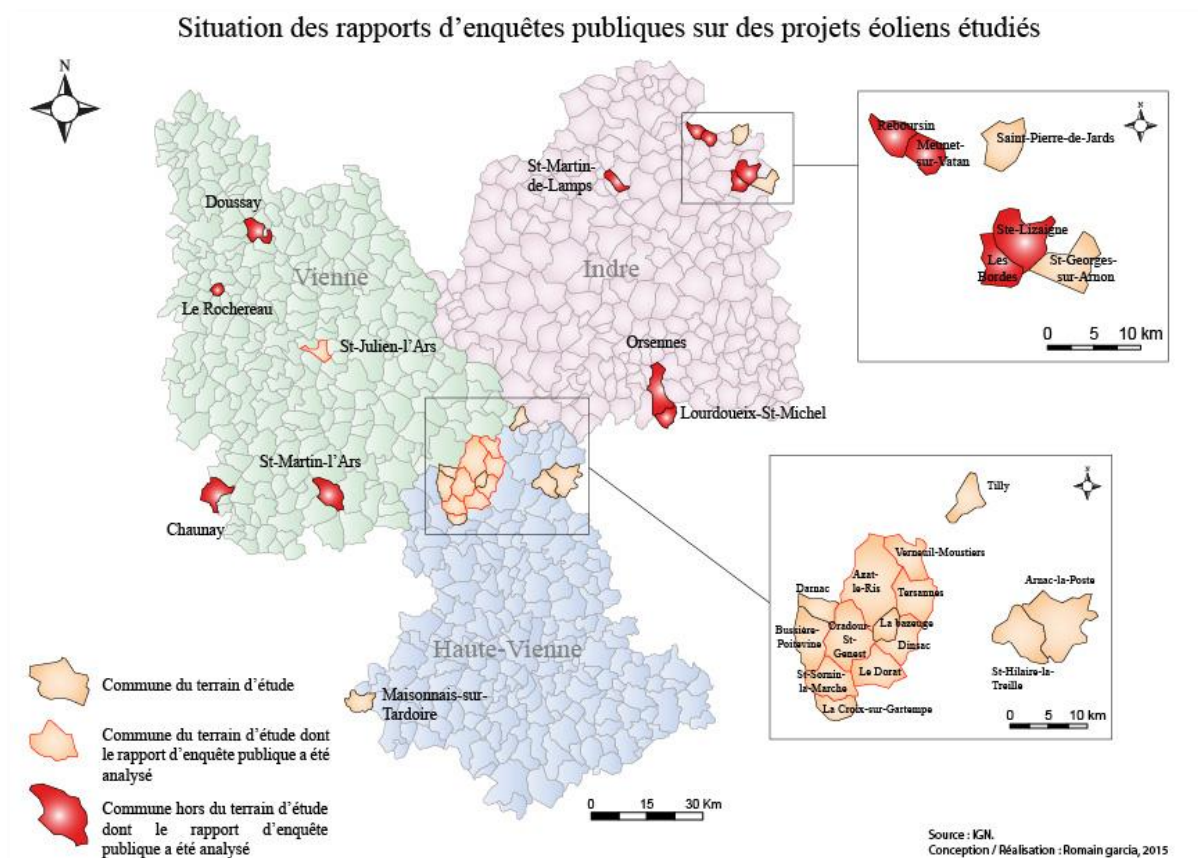 Situation des rapports d'enquêtes publiques sur des projets éoliens étudiés
N
N
Reboursin
Meunet-
sur-Vatan
Saint-Pierre-de-Jards
Ste-Lizaigne
Les
Bordes
St-Georges-
sur-Arnon
0 5 10 km
St-Martin-
de-Lamps
Doussay
Vienne
Indre
Le Rochereau
St-Julien-l'Ars
Orsennes
Lourdoueix-St-Michel
St-Martin-l'Ars
Chaunay
N
Tilly
Verneuil-Moustiers
Azat-
le-Ris
Arnac-la-Poste
Darnac
Tersannes
La bazeuge
Bussière-
Poitevine
Oradour-
St-
Genest
Dinsac
St-Hilaire-la-
Treille
Le Dorat
St-Sornin-
la-Marche
La Croix-sur-Gartempe
0 5 10 km
Haute-Vienne
Maisonnais-sur-
Tardoire
Commune du terrain d'étude
Commune du terrain d'étude dont
le rapport d'enquête publique a été
analysé
Commune hors du terrain d'étude
dont le rapport d'enquête
publique a été analysé
0 15 30 Km
Source : IGN.
Conception / Réalisation : Romain garcia, 2015